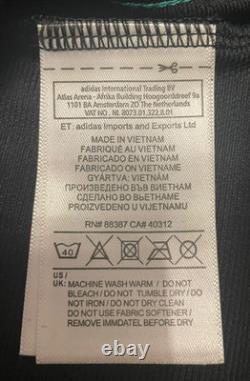 adidas International Trading BV
Atlas Arena - Afrika Building Hoogoorddreef 9a
1101 BA Amsterdam ZO The Netherlands
VAT NO . NL 8073.01.322.B.01
ET: adidas Imports and Exports Ltd
MADE IN VIETNAM
FABRIQUÉ AU VIETNAM
FABRICADO EN VIETNAM
FABRICADO ON VIETNAME
GYÁRTVA: VIETNÁM
ПРОИЗВЕДЕНО ВЪВ ВИЕТНАМ
СДЕЛАНО ВО ВЬЕТНАМЕ
PROIZVEDENO U VIJETNAMU
RN# 88387 CA# 40312
40
US /
UK: MACHINE WASH WARM / DO NOT
BLEACH / DO NOT TUMBLE DRY / DO
NOT IRON / DO NOT DRY CLEAN
DO NOT USE FABRIC SOFTENER /
REMOVE IMMDATEL BEFORE DRY
© bidtb.com